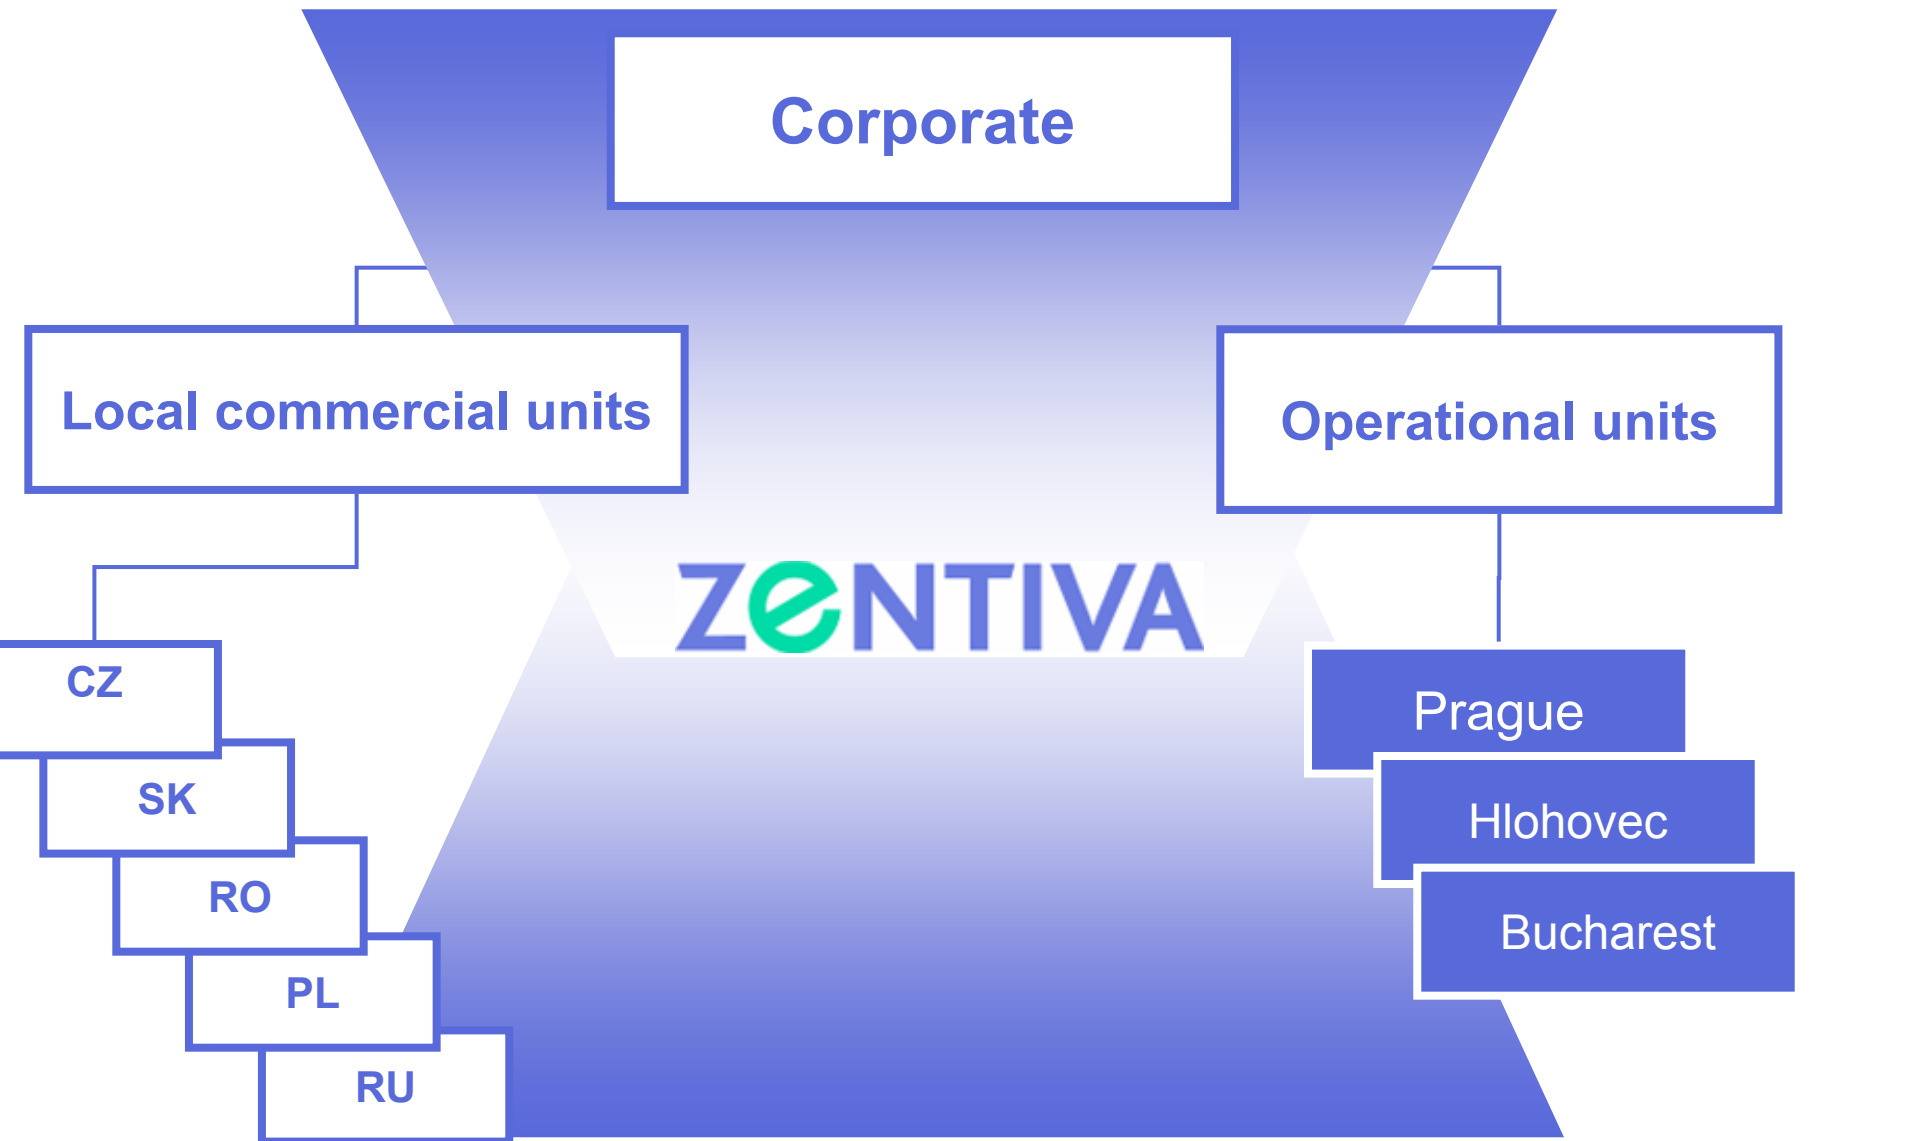 Corporate
Local commercial units
Operational units
ZeNTIVA
CZ
SK
RO
PL
RU
Prague
Hlohovec
Bucharest